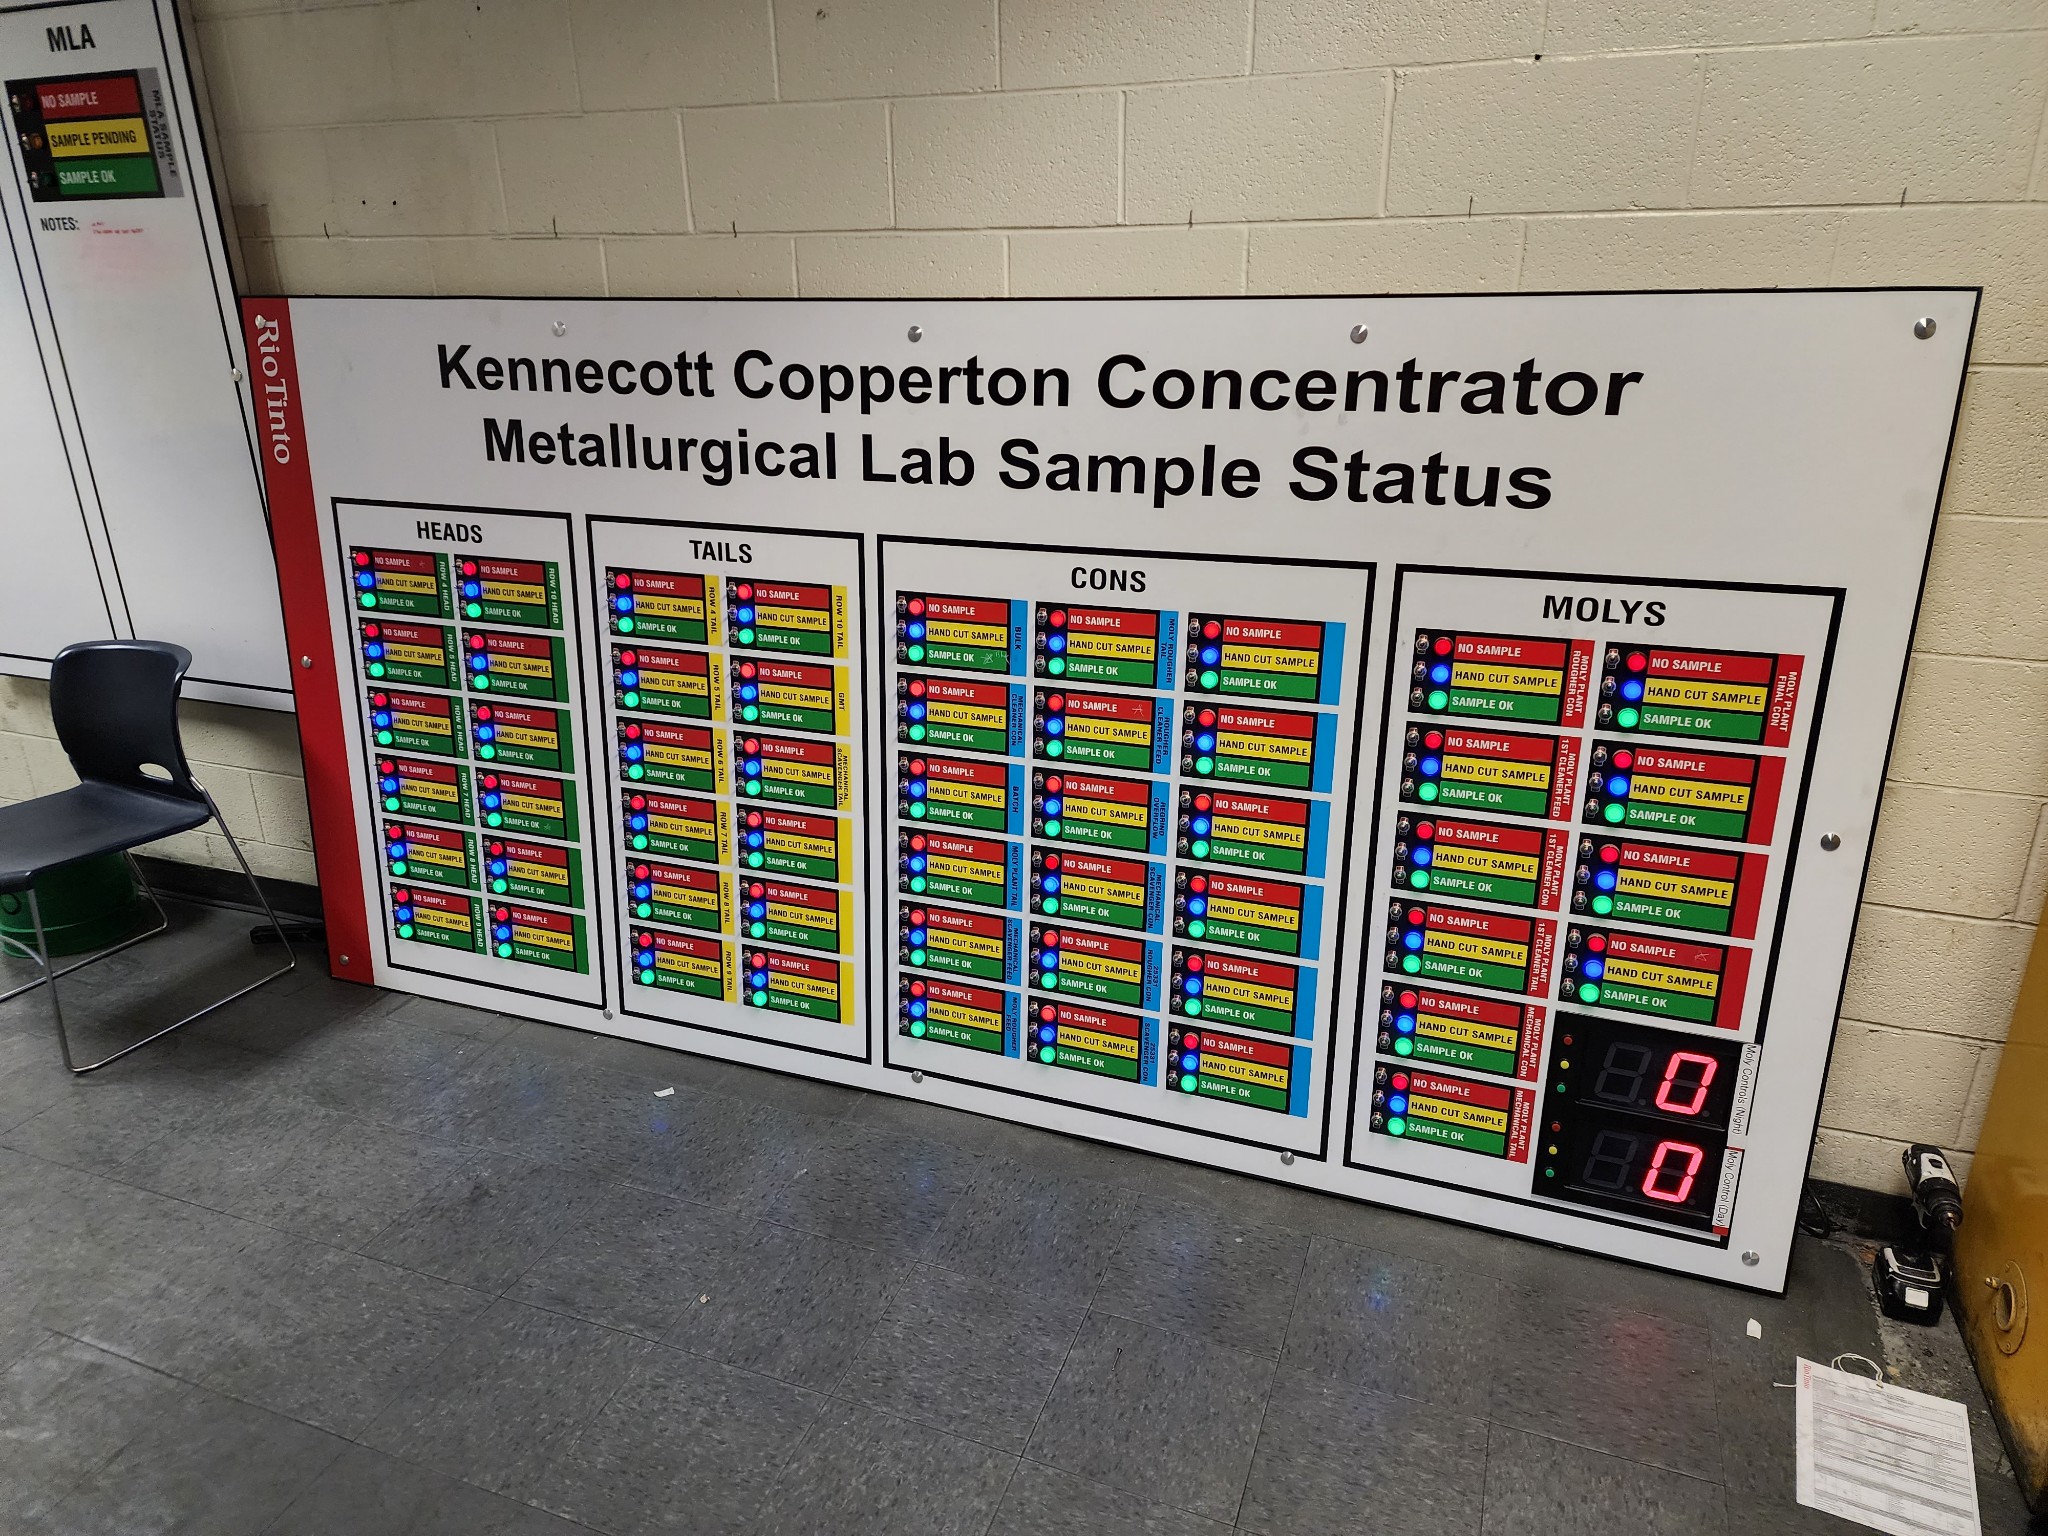 MLA
NO SAMPLE
SAMPLE PENDING
SAMPLE OK
MLA SAMPLE
STATUS
NOTES:
RioTinto
Kennecott Copperton Concentrator
Metallurgical Lab Sample Status
HEADS
NO SAMPLE
HAND CUT SAMPLE
SAMPLE OK
ROW 4 HEAD
NO SAMPLE
HAND CUT SAMPLE
SAMPLE OK
ROW 10 HEAD
NO SAMPLE
HAND CUT SAMPLE
SAMPLE OK
ROW 5 HEAD
NO SAMPLE
HAND CUT SAMPLE
SAMPLE OK
NO SAMPLE
HAND CUT SAMPLE
SAMPLE OK
ROW 6 HEAD
NO SAMPLE
HAND CUT SAMPLE
SAMPLE OK
NO SAMPLE
HAND CUT SAMPLE
SAMPLE OK
ROW 7 HEAD
NO SAMPLE
HAND CUT SAMPLE
SAMPLE OK
NO SAMPLE
HAND CUT SAMPLE
SAMPLE OK
ROW 8 HEAD
NO SAMPLE
HAND CUT SAMPLE
SAMPLE OK
NO SAMPLE
HAND CUT SAMPLE
SAMPLE OK
ROW 9 HEAD
NO SAMPLE
HAND CUT SAMPLE
SAMPLE OK
TAILS
NO SAMPLE
HAND CUT SAMPLE
SAMPLE OK
ROW 4 TAIL
NO SAMPLE
HAND CUT SAMPLE
SAMPLE OK
ROW 10 TAIL
NO SAMPLE
HAND CUT SAMPLE
SAMPLE OK
ROW 5 TAIL
NO SAMPLE
HAND CUT SAMPLE
SAMPLE OK
GMT
NO SAMPLE
HAND CUT SAMPLE
SAMPLE OK
ROW 6 TAIL
NO SAMPLE
HAND CUT SAMPLE
SAMPLE OK
MECHANICAL
SCAVENGER TAIL
NO SAMPLE
HAND CUT SAMPLE
SAMPLE OK
ROW 7 TAIL
NO SAMPLE
HAND CUT SAMPLE
SAMPLE OK
NO SAMPLE
HAND CUT SAMPLE
SAMPLE OK
ROW 8 TAIL
NO SAMPLE
HAND CUT SAMPLE
SAMPLE OK
NO SAMPLE
HAND CUT SAMPLE
SAMPLE OK
ROW 9 TAIL
NO SAMPLE
HAND CUT SAMPLE
SAMPLE OK
CONS
NO SAMPLE
HAND CUT SAMPLE
SAMPLE OK
BULK
NO SAMPLE
HAND CUT SAMPLE
SAMPLE OK
MOLY ROUGHER
TAIL
NO SAMPLE
HAND CUT SAMPLE
SAMPLE OK
NO SAMPLE
HAND CUT SAMPLE
SAMPLE OK
MECHANICAL
CLEANER CON
NO SAMPLE
HAND CUT SAMPLE
SAMPLE OK
ROUGHER
CLEANER FEED
NO SAMPLE
HAND CUT SAMPLE
SAMPLE OK
NO SAMPLE
HAND CUT SAMPLE
SAMPLE OK
BATCH
NO SAMPLE
HAND CUT SAMPLE
SAMPLE OK
REGRIND
OVERFLOW
NO SAMPLE
HAND CUT SAMPLE
SAMPLE OK
NO SAMPLE
HAND CUT SAMPLE
SAMPLE OK
MOLY PLANT TAIL
NO SAMPLE
HAND CUT SAMPLE
SAMPLE OK
MECHANICAL
SCAVENGER CON
NO SAMPLE
HAND CUT SAMPLE
SAMPLE OK
NO SAMPLE
HAND CUT SAMPLE
SAMPLE OK
MECHANICAL
SCAVENGER FEED
NO SAMPLE
HAND CUT SAMPLE
SAMPLE OK
25331
ROUGHER CON
NO SAMPLE
HAND CUT SAMPLE
SAMPLE OK
NO SAMPLE
HAND CUT SAMPLE
SAMPLE OK
MOLY ROUGHER
FEED
NO SAMPLE
HAND CUT SAMPLE
SAMPLE OK
25331
SCAVENGER CON
NO SAMPLE
HAND CUT SAMPLE
SAMPLE OK
MOLYS
NO SAMPLE
HAND CUT SAMPLE
SAMPLE OK
MOLY PLANT
ROUGHER CON
NO SAMPLE
HAND CUT SAMPLE
SAMPLE OK
MOLY PLANT
FINAL CON
NO SAMPLE
HAND CUT SAMPLE
SAMPLE OK
MOLY PLANT
1ST CLEANER FEED
NO SAMPLE
HAND CUT SAMPLE
SAMPLE OK
NO SAMPLE
HAND CUT SAMPLE
SAMPLE OK
MOLY PLANT
1ST CLEANER CON
NO SAMPLE
HAND CUT SAMPLE
SAMPLE OK
NO SAMPLE
HAND CUT SAMPLE
SAMPLE OK
MOLY PLANT
1ST CLEANER TAIL
NO SAMPLE
HAND CUT SAMPLE
SAMPLE OK
NO SAMPLE
HAND CUT SAMPLE
SAMPLE OK
MOLY PLANT
MECHANICAL CON
NO SAMPLE
HAND CUT SAMPLE
SAMPLE OK
MOLY PLANT
MECHANICAL TAIL
0
Moly Controls (Night)
0
Moly Control (Day)
RioTinto